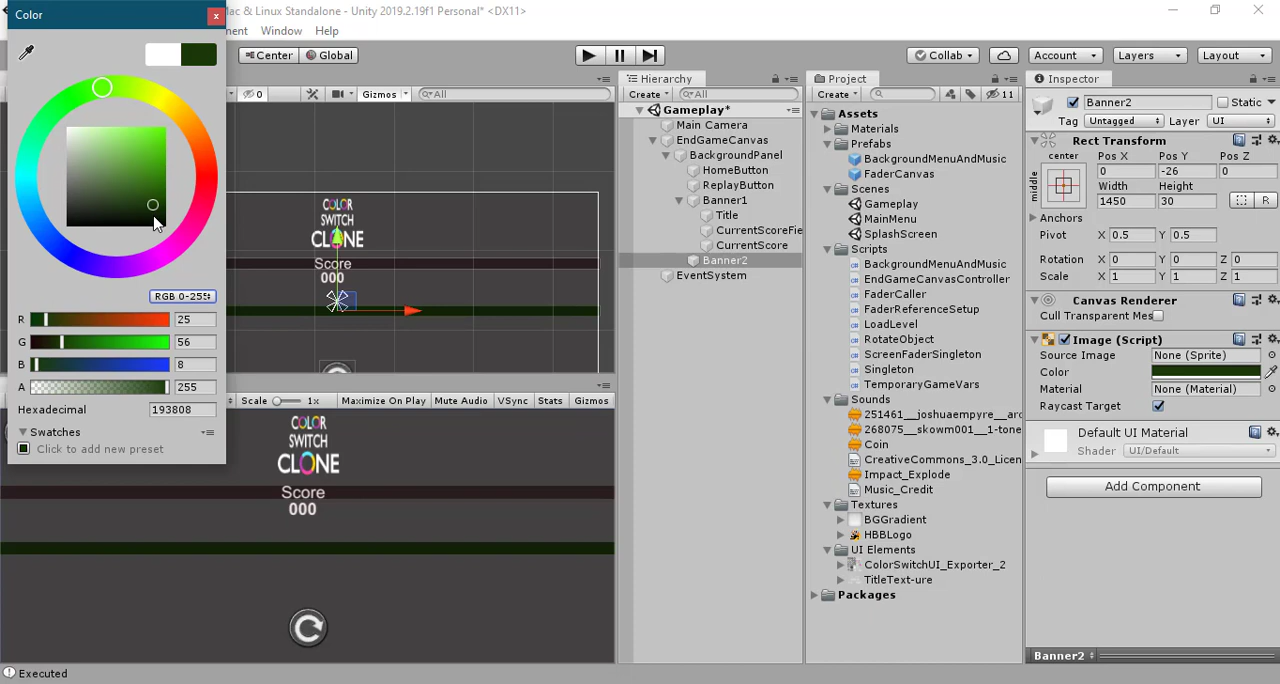 Color
x
Mac & Linux Standalone - Unity 2019.2.19f1 Personal* <DX11>
ment Window Help
Center Global
Collab
Account
Layers
Layout
0
Gizmos
All
COLOR
SWITCH
CLONE
Score
000
RGB 0-255
R 25
G 56
B 8
A 255
Hexadecimal 193808
Swatches
Click to add new preset
Scale 1x Maximize On Play Mute Audio VSync Stats Gizmos
COLOR
SWITCH
CLONE
Score
000
Executed
Hierarchy
Create All
Gameplay*
Main Camera
EndGameCanvas
BackgroundPanel
HomeButton
ReplayButton
Banner1
Title
CurrentScoreFie
CurrentScore
Banner2
EventSystem
Project
Create 11
Assets
Materials
Prefabs
BackgroundMenuAndMusic
FaderCanvas
Scenes
Gameplay
MainMenu
SplashScreen
Scripts
BackgroundMenuAndMusic
EndGameCanvasController
FaderCaller
FaderReferenceSetup
LoadLevel
RotateObject
ScreenFaderSingleton
Singleton
TemporaryGameVars
Sounds
251461__joshuaempyre__arc
268075__skowm001__1-tone
Coin
CreativeCommons_3.0_Licen
Impact_Explode
Music_Credit
Textures
BGGradient
HBBLogo
UI Elements
ColorSwitchUI_Exporter_2
TitleText-ure
Packages
Inspector
Banner2 Static
Tag Untagged Layer UI
Rect Transform
center Pos X Pos Y Pos Z
middle
0 -26 0
Width Height
1450 30 R
Anchors
Pivot X 0.5 Y 0.5
Rotation X 0 Y 0 Z 0
Scale X 1 Y 1 Z 1
Canvas Renderer
Cull Transparent Mes
Image (Script)
Source Image None (Sprite)
Color
Material None (Material)
Raycast Target
Default UI Material
Shader UI/Default
Add Component
Banner2